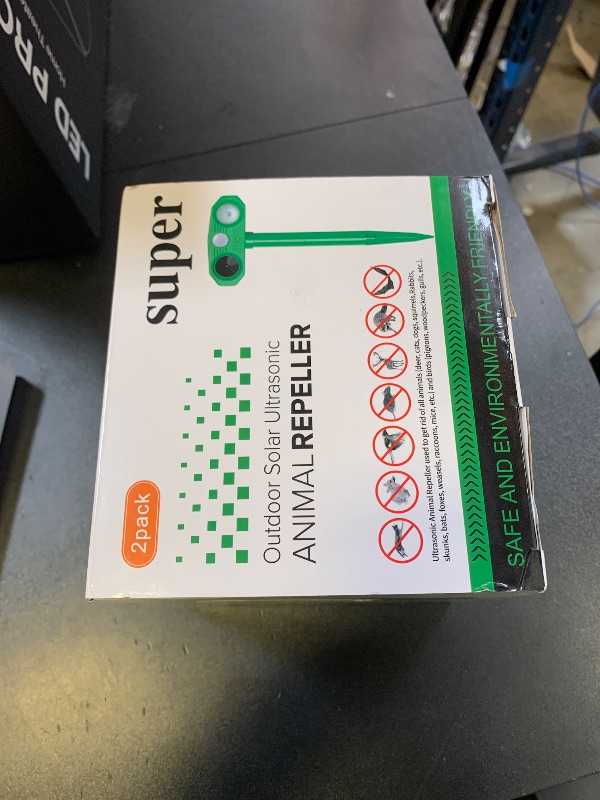 2pack
super
Outdoor Solar Ultrasonic
ANIMAL REPELLER
Ultrasonic Animal Repeller used to get rid of all animals (deer, cats, dogs, squirrels,Rabbits,
skunks, bats, foxes, weasels, raccoons, mice, etc.) and birds (pigeons, woodpeckers, gulls, etc.).
SAFE AND ENVIRONMENTALLY FRIENDLY
LED PRO